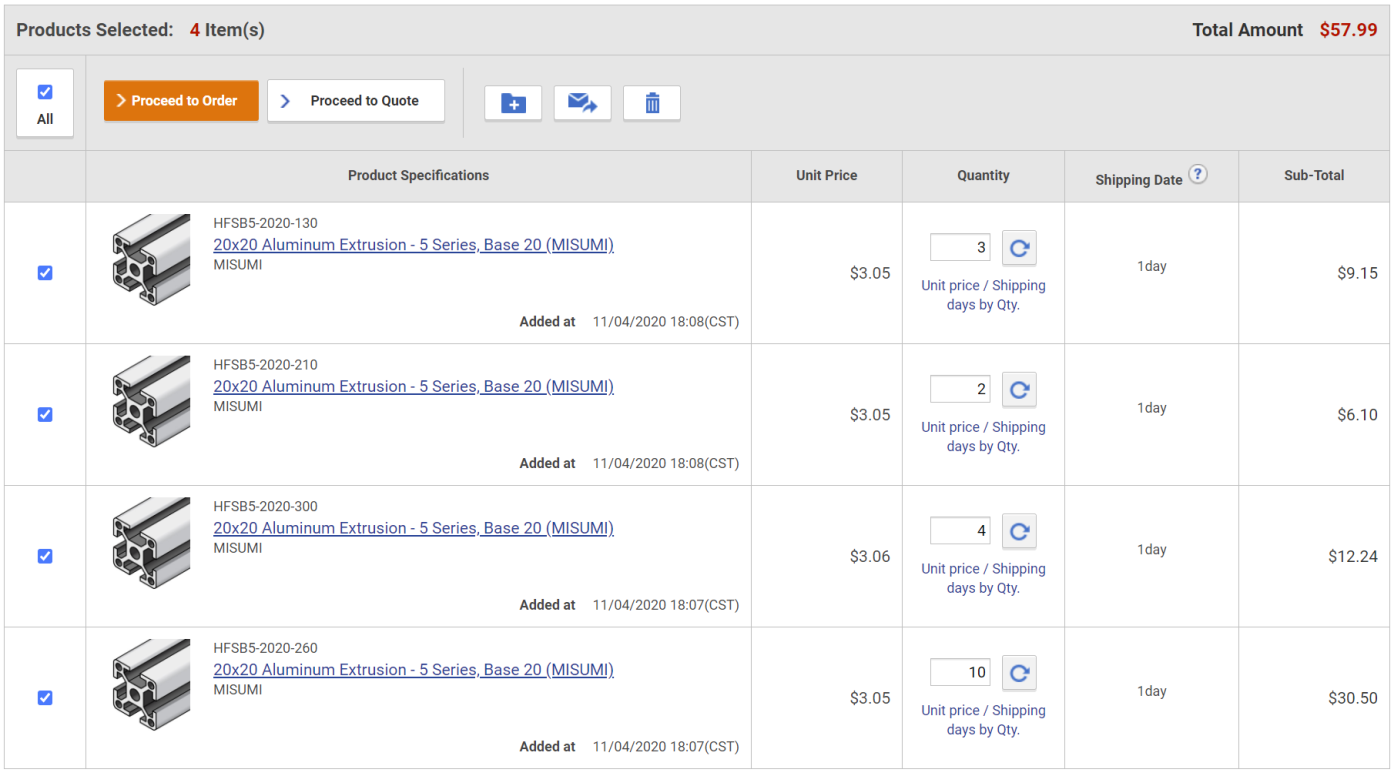 Products Selected: 4 Item(s)
Total Amount $57.99
All
Proceed to Order
Proceed to Quote
Product Specifications
Unit Price
Quantity
Shipping Date ?
Sub-Total
HFSB5-2020-130
20x20 Aluminum Extrusion - 5 Series, Base 20 (MISUMI)
MISUMI
Added at 11/04/2020 18:08(CST)
$3.05
3
Unit price / Shipping
days by Qty.
1day
$9.15
HFSB5-2020-210
20x20 Aluminum Extrusion - 5 Series, Base 20 (MISUMI)
MISUMI
Added at 11/04/2020 18:08(CST)
$3.05
2
Unit price / Shipping
days by Qty.
1day
$6.10
HFSB5-2020-300
20x20 Aluminum Extrusion - 5 Series, Base 20 (MISUMI)
MISUMI
Added at 11/04/2020 18:07(CST)
$3.06
4
Unit price / Shipping
days by Qty.
1day
$12.24
HFSB5-2020-260
20x20 Aluminum Extrusion - 5 Series, Base 20 (MISUMI)
MISUMI
Added at 11/04/2020 18:07(CST)
$3.05
10
Unit price / Shipping
days by Qty.
1day
$30.50